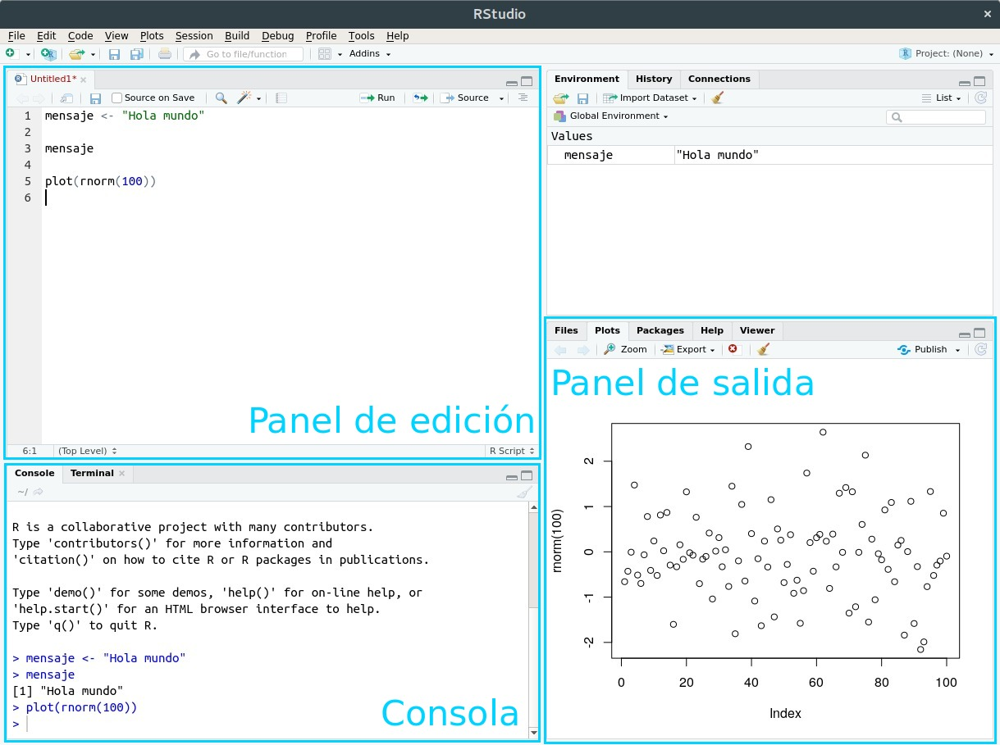 RStudio
File Edit Code View Plots Session Build Debug Profile Tools Help
Go to file/function Addins Project: (None)
Untitled1*
Source on Save Run Source
1 mensaje <- "Hola mundo"
2
3 mensaje
4
5 plot(rnorm(100))
6
Panel de edición
6:1 (Top Level) R Script
Console Terminal
~/
R is a collaborative project with many contributors.
Type 'contributors()' for more information and
'citation()' on how to cite R or R packages in publications.
Type 'demo()' for some demos, 'help()' for on-line help, or
'help.start()' for an HTML browser interface to help.
Type 'q()' to quit R.
> mensaje <- "Hola mundo"
> mensaje
[1] "Hola mundo"
> plot(rnorm(100))
>
Consola
Environment History Connections
Import Dataset List
Global Environment
Values
mensaje "Hola mundo"
Files Plots Packages Help Viewer
Zoom Export Publish
Panel de salida
rnorm(100)
2
1
0
-1
-2
0 20 40 60 80 100
Index